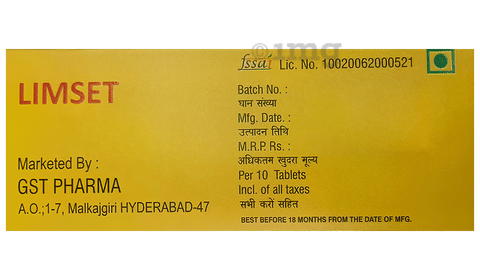 LIMSET
Marketed By :
GST PHARMA
A.O.;1-7, Malkajgiri HYDERABAD-47
1mg
fssai Lic. No. 10020062000521
Batch No. :
घान संख्या
Mfg. Date. :
उत्पादन तिथि
M.R.P. Rs. :
अधिकतम खुदरा मूल्य
Per 10 Tablets
Incl. of all taxes
सभी करों सहित
BEST BEFORE 18 MONTHS FROM THE DATE OF MFG.